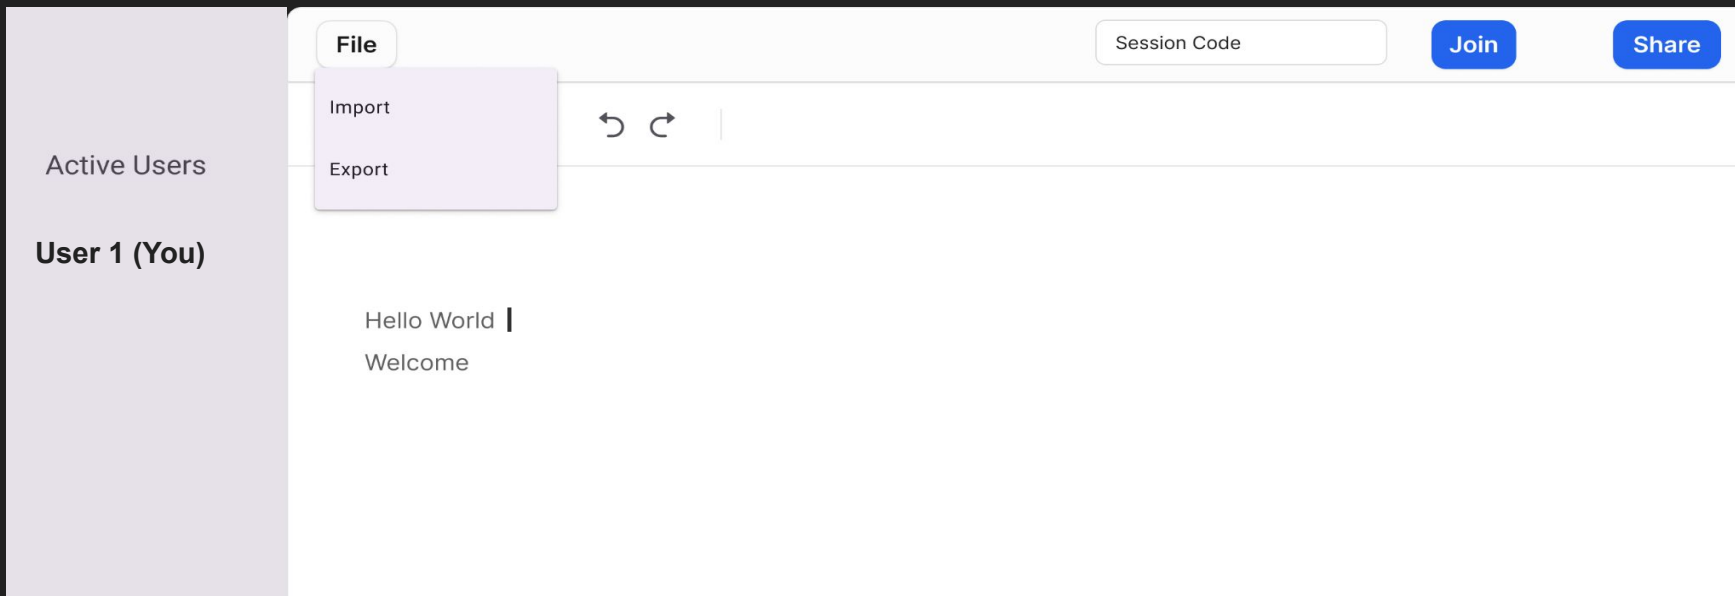 File
Session Code
Join
Share
Import
Export
Active Users
User 1 (You)
Hello World
Welcome